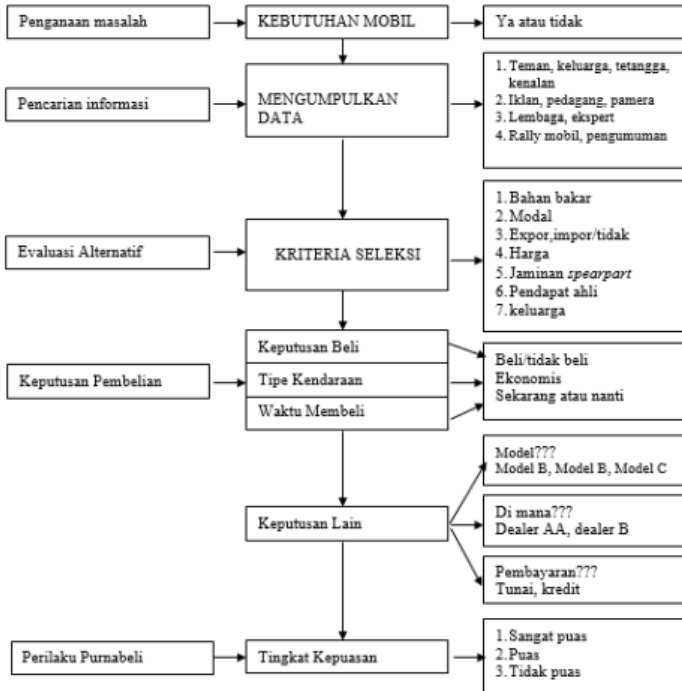 Penganaan masalah
KEBUTUHAN MOBIL
Ya atau tidak
Pencarian informasi
MENGUMPULKAN
DATA
1. Teman, keluarga, tetangga,
kenalan
2. Iklan, pedagang, pamera
3. Lembaga, ekspert
4. Rally mobil, pengumuman
Evaluasi Alternatif
KRITERIA SELEKSI
1. Bahan bakar
2. Modal
3. Expor,impor/tidak
4. Harga
5. Jaminan spearpart
6. Pendapat ahli
7. keluarga
Keputusan Pembelian
Keputusan Beli
Tipe Kendaraan
Waktu Membeli
Beli/tidak beli
Ekonomis
Sekarang atau nanti
Keputusan Lain
Model???
Model B, Model B, Model C
Di mana???
Dealer AA, dealer B
Pembayaran???
Tunai, kredit
Perilaku Purnabeli
Tingkat Kepuasan
1. Sangat puas
2. Puas
3. Tidak puas